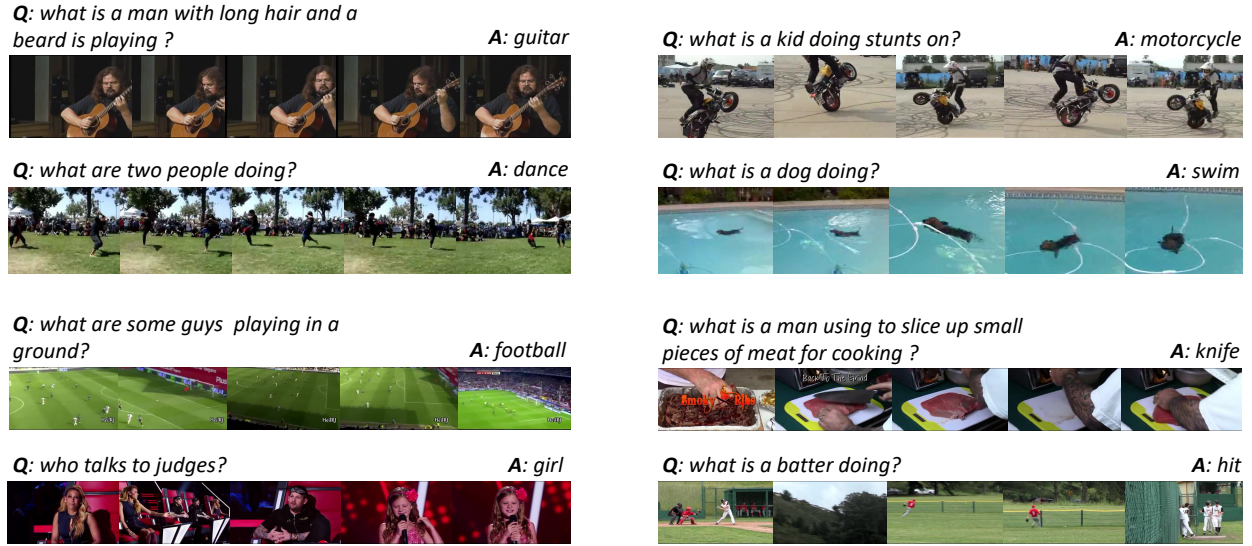 Q: what is a man with long hair and a
beard is playing ?
A: guitar
Q: what are two people doing?
A: dance
Q: what are some guys playing in a
ground?
A: football
Q: who talks to judges?
A: girl
Q: what is a kid doing stunts on?
A: motorcycle
Q: what is a dog doing?
A: swim
Q: what is a man using to slice up small
pieces of meat for cooking ?
A: knife
Smoky Ribs
Q: what is a batter doing?
A: hit